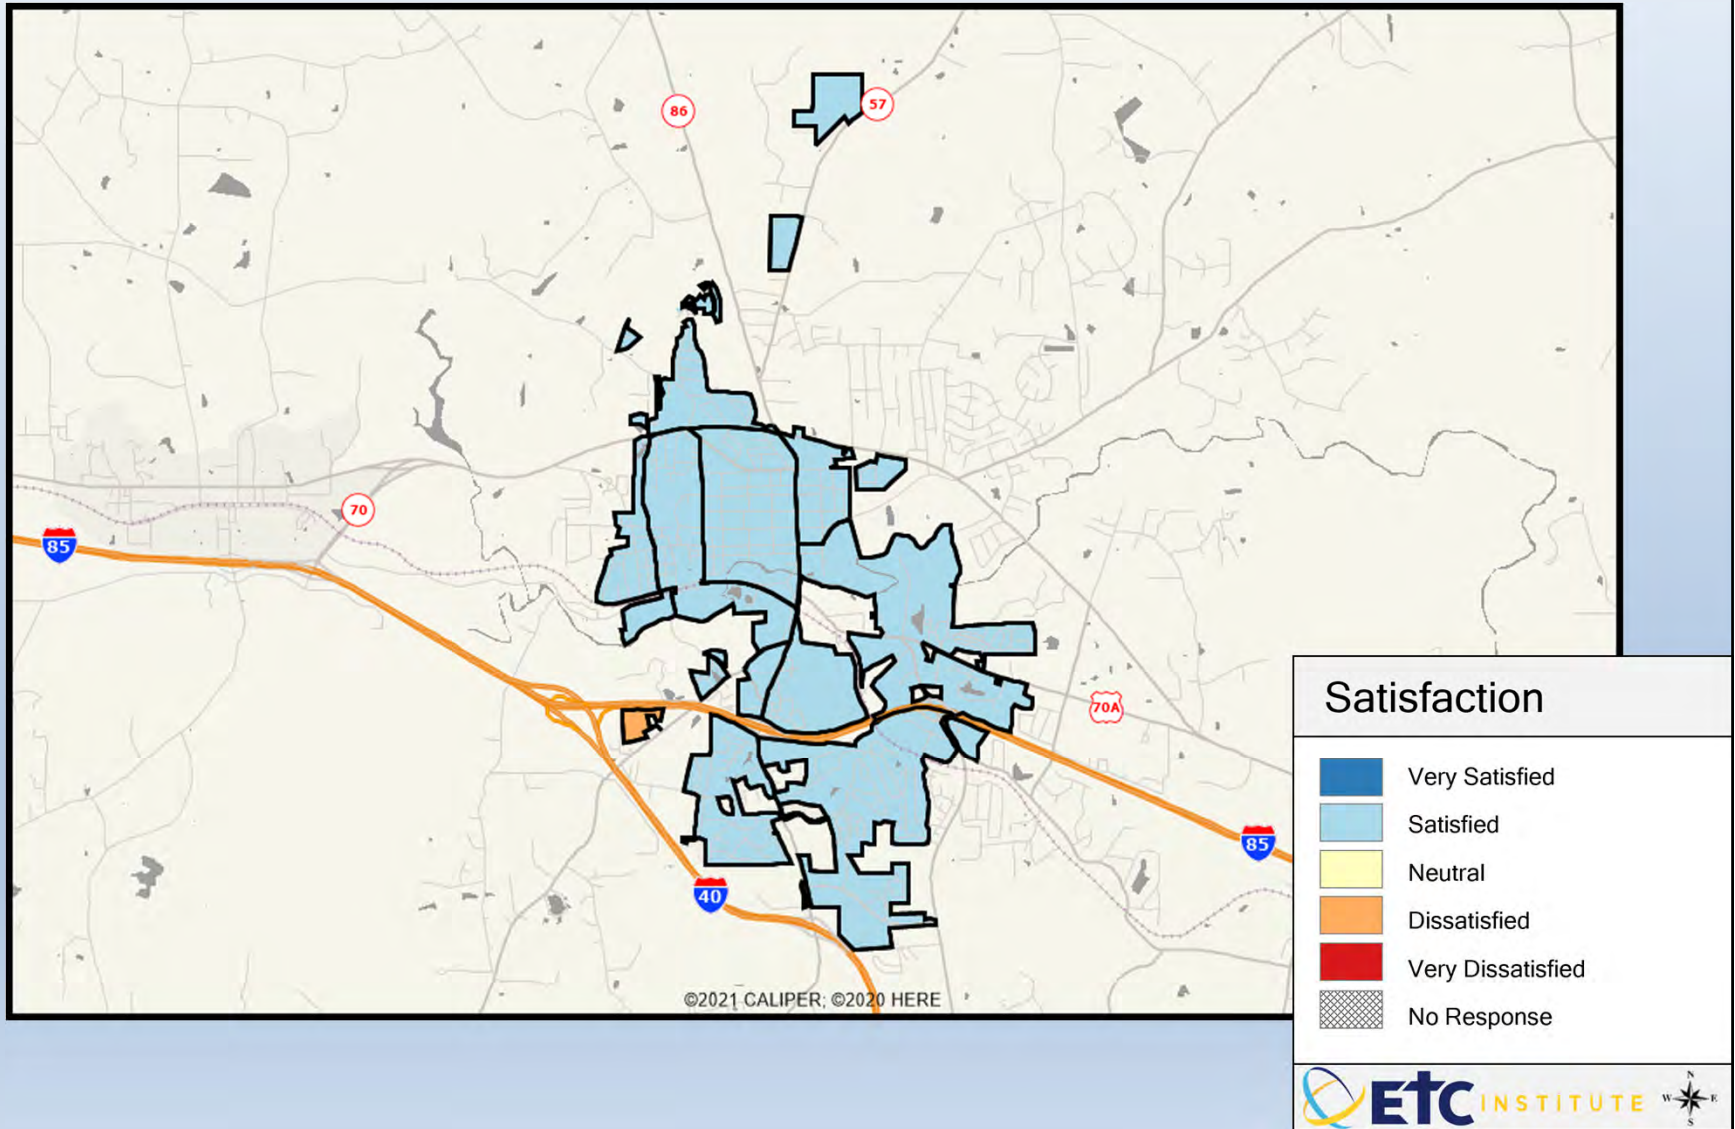 86
57
70
85
70A
85
40
©2021 CALIPER; ©2020 HERE
Satisfaction
Very Satisfied
Satisfied
Neutral
Dissatisfied
Very Dissatisfied
No Response
ETC INSTITUTE
N
W E
S